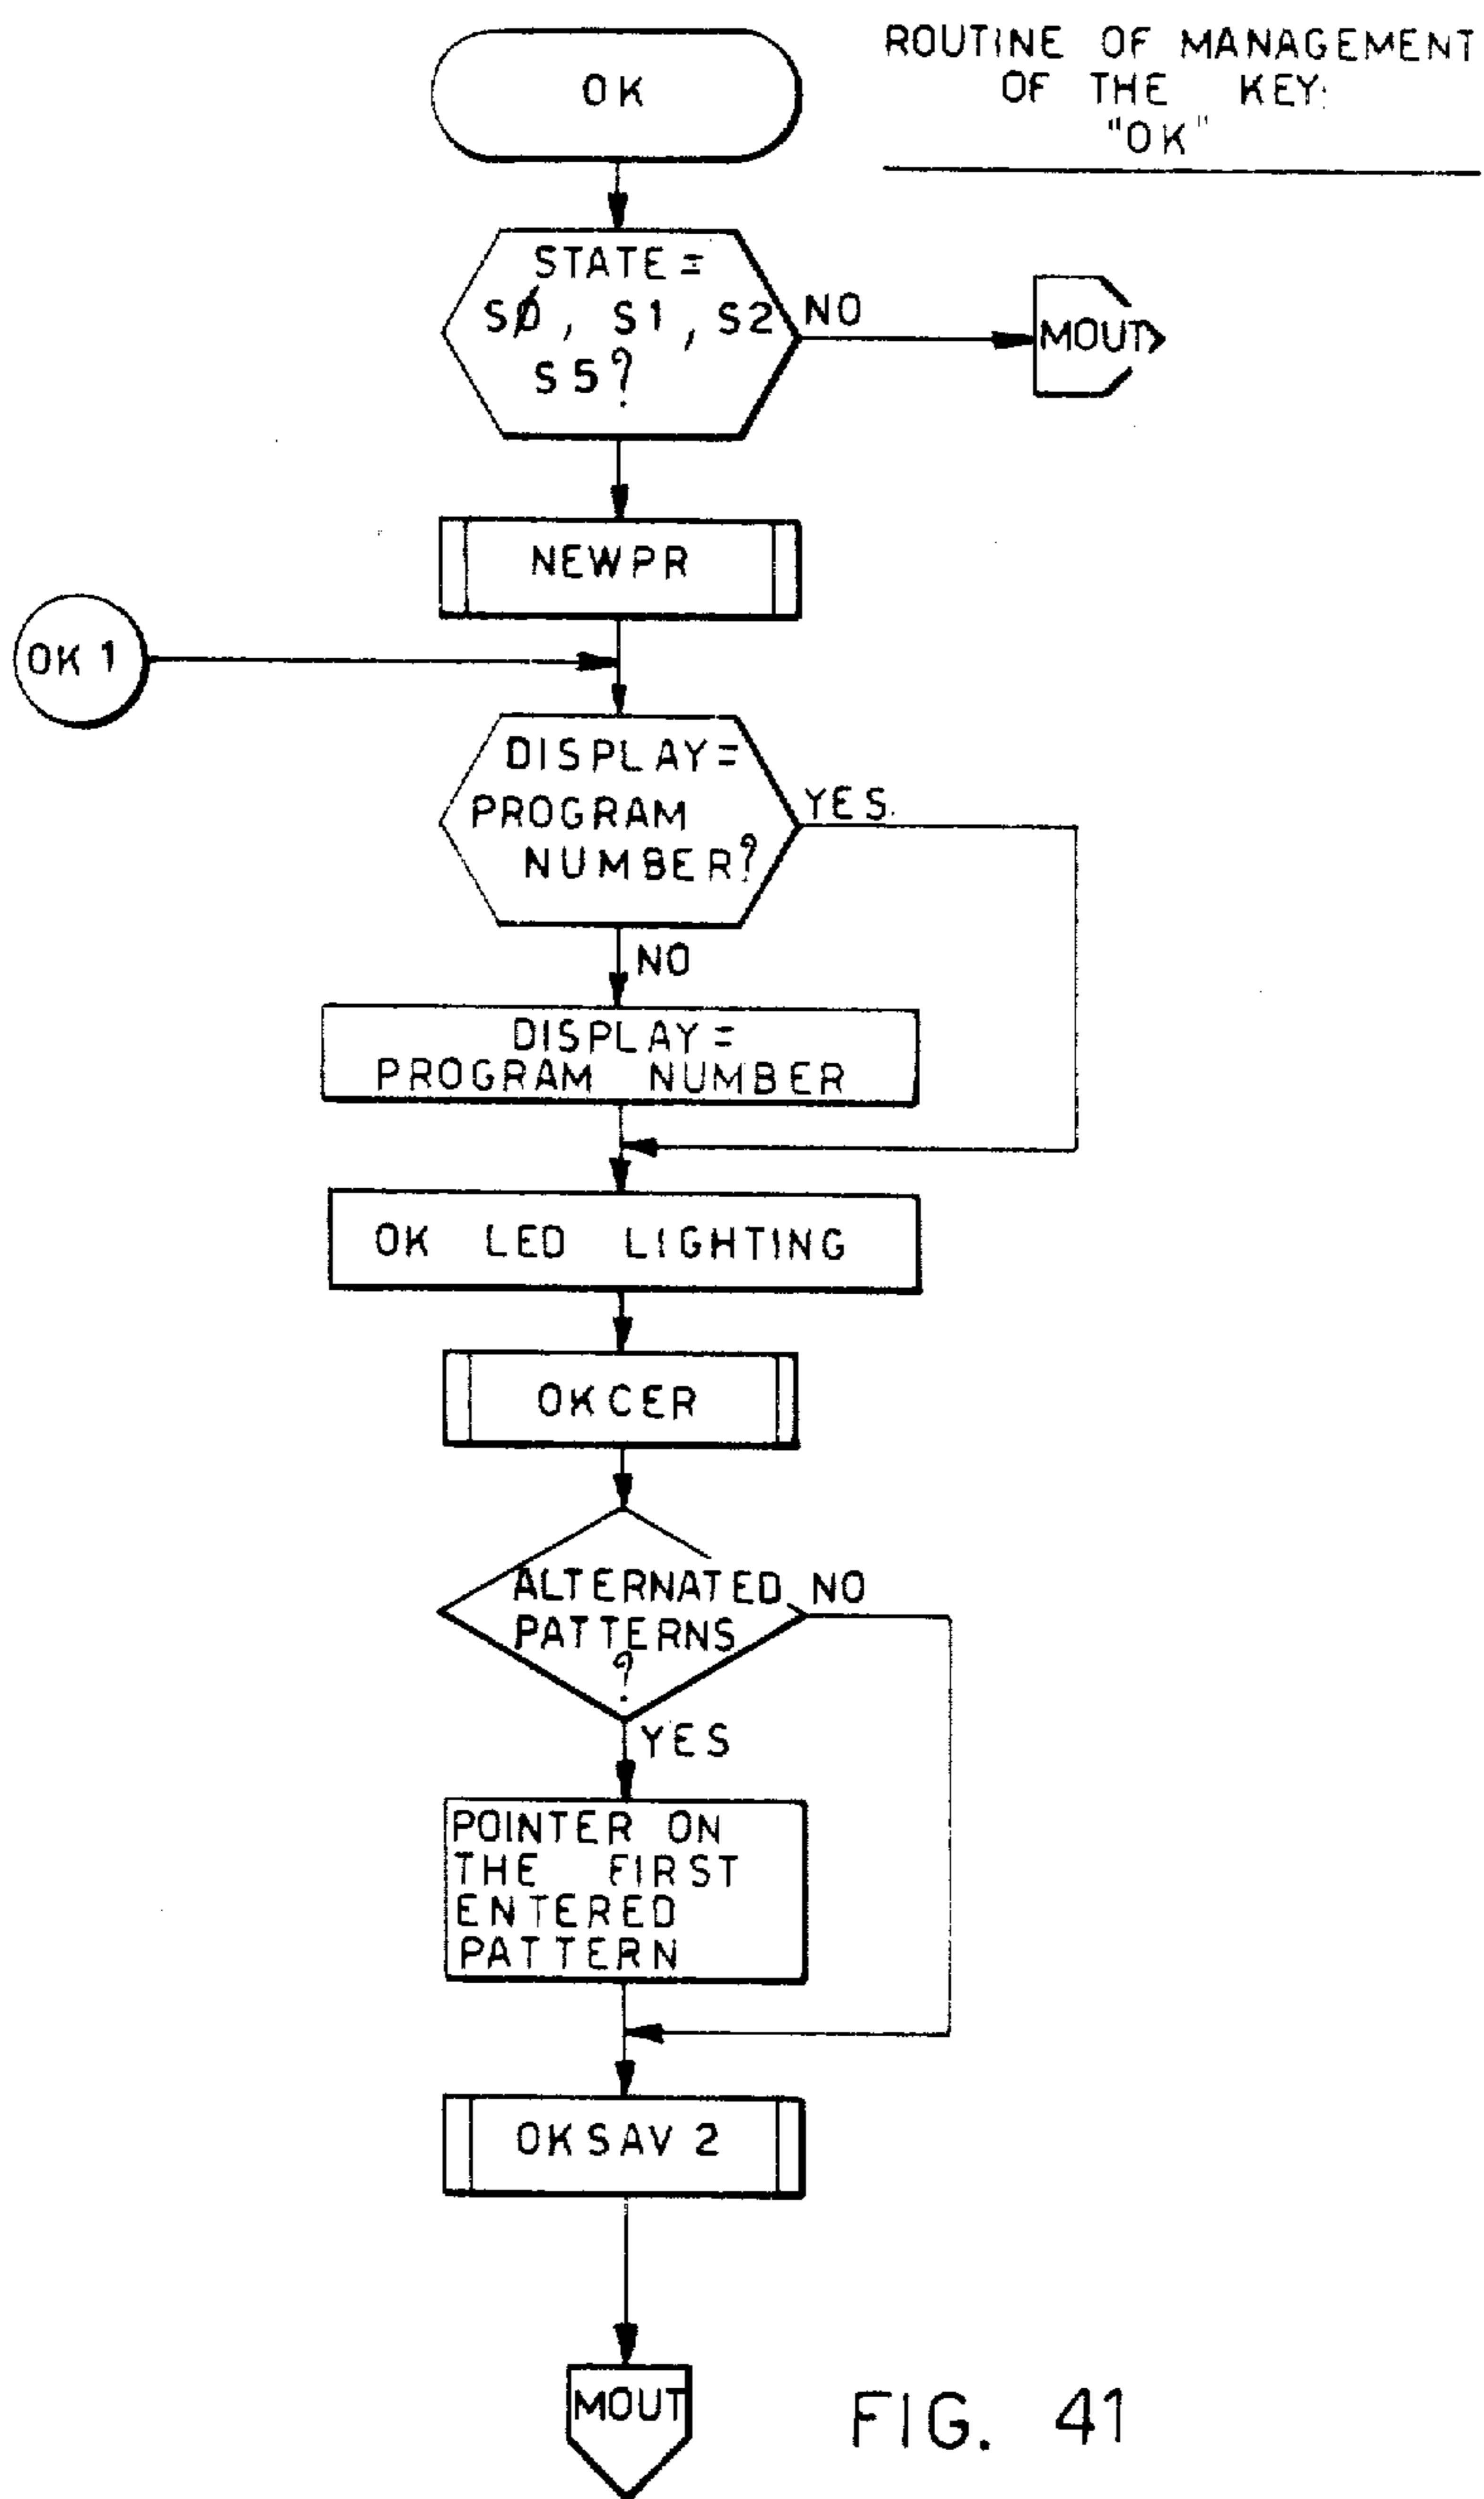 OK
ROUTINE OF MANAGEMENT
OF THE KEY:
"OK"
STATE =
SØ, S1, S2
S5?
NO
MOUT
NEWPR
OK 1
DISPLAY=
PROGRAM
NUMBER?
YES
NO
DISPLAY=
PROGRAM NUMBER
OK LED LIGHTING
OKCER
ALTERNATED
PATTERNS
?
NO
YES
POINTER ON
THE FIRST
ENTERED
PATTERN
OKSAV 2
MOUT
FIG. 41